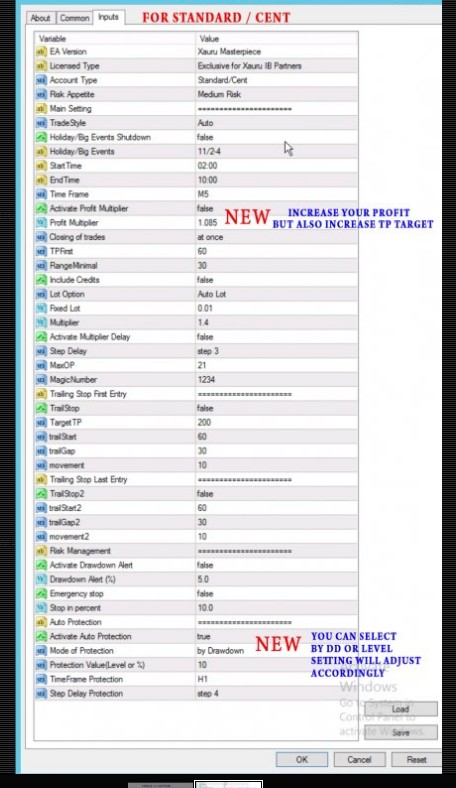 About Common Inputs FOR STANDARD / CENT
Variable Value
EA Version Xauru Masterpiece
Licensed Type Exclusive for Xauru IB Partners
Account Type Standard/Cent
Risk Appetite Medium Risk
Main Setting ======================
TradeStyle Auto
Holiday/Big Events Shutdown false
Holiday/Big Events 11/2-4
StartTime 02:00
EndTime 10:00
Time Frame M5
Activate Profit Multiplier false
Profit Multiplier 1.085
NEW INCREASE YOUR PROFIT
BUT ALSO INCREASE TP TARGET
Closing of trades at once
TPFirst 60
RangeMinimal 30
Include Credits false
Lot Option Auto Lot
Fixed Lot 0.01
Multiplier 1.4
Activate Multiplier Delay false
Step Delay step 3
MaxOP 21
MagicNumber 1234
Trailing Stop First Entry ======================
TrailStop false
TargetTP 200
trailStart 60
trailGap 30
movement 10
Trailing Stop Last Entry ======================
TrailStop2 false
trailStart2 60
trailGap2 30
movement2 10
Risk Management ======================
Activate Drawdown Alert false
Drawdown Alert (%) 5.0
Emergency stop false
Stop in percent 10.0
Auto Protection ======================
Activate Auto Protection true
Mode of Protection by Drawdown
NEW YOU CAN SELECT
BY DD OR LEVEL
SETTING WILL ADJUST
ACCORDINGLY
Protection Value(Level or %) 10
TimeFrame Protection H1
Step Delay Protection step 4
Windows
Go to System in
Control Panel to
activate Windows.
Load
Save
OK Cancel Reset